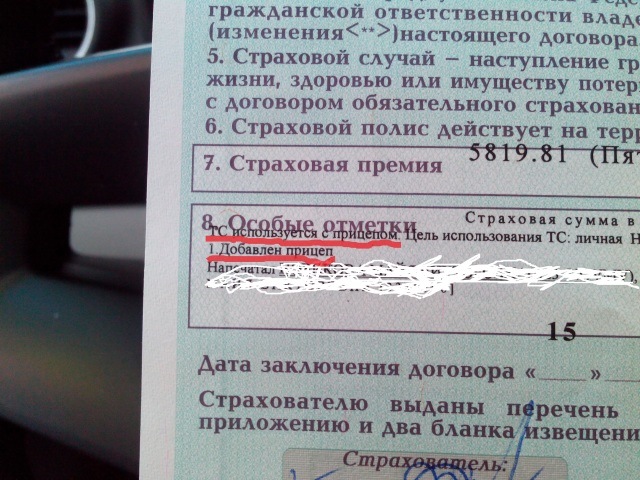 гражданской ответственности владе
(изменения<**>)настоящего договора
5. Страховой случай – наступление гр
жизни, здоровью или имуществу потер
с договором обязательного страхован
6. Страховой полис действует на терр
5819.81 (Пят
7. Страховая премия
Страховая сумма в
8. Особые отметки
ТС используется с прицепом. Цель использования ТС: личная Н
1.Добавлен прицеп
Напечатал
15
Дата заключения договора «___»
Страхователю выданы перечень
приложению и два бланка извещени
Страхователь: